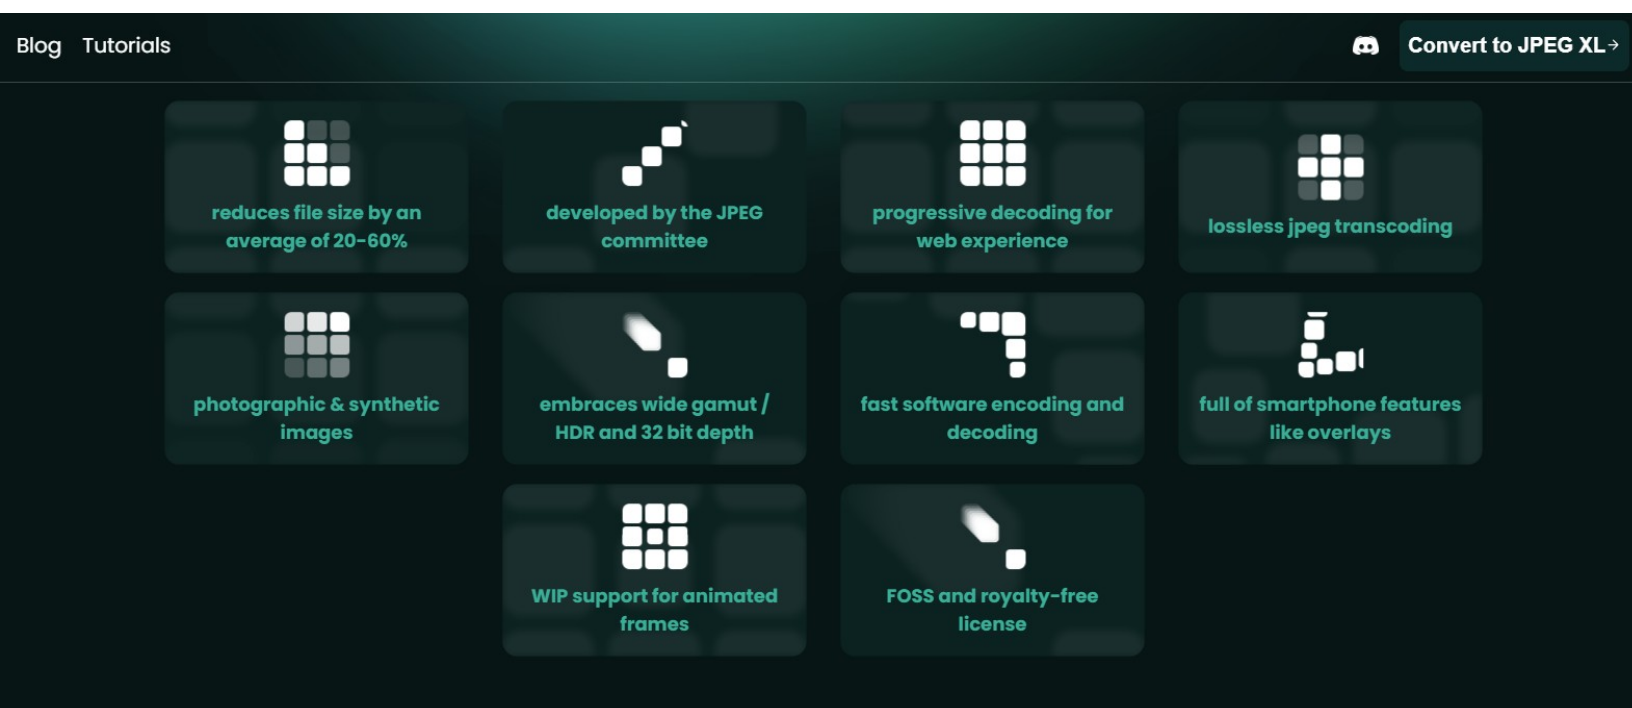 Blog Tutorials Convert to JPEG XL→
reduces file size by an
average of 20-60%
developed by the JPEG
committee
progressive decoding for
web experience
lossless jpeg transcoding
photographic & synthetic
images
embraces wide gamut /
HDR and 32 bit depth
fast software encoding and
decoding
full of smartphone features
like overlays
WIP support for animated
frames
FOSS and royalty-free
license